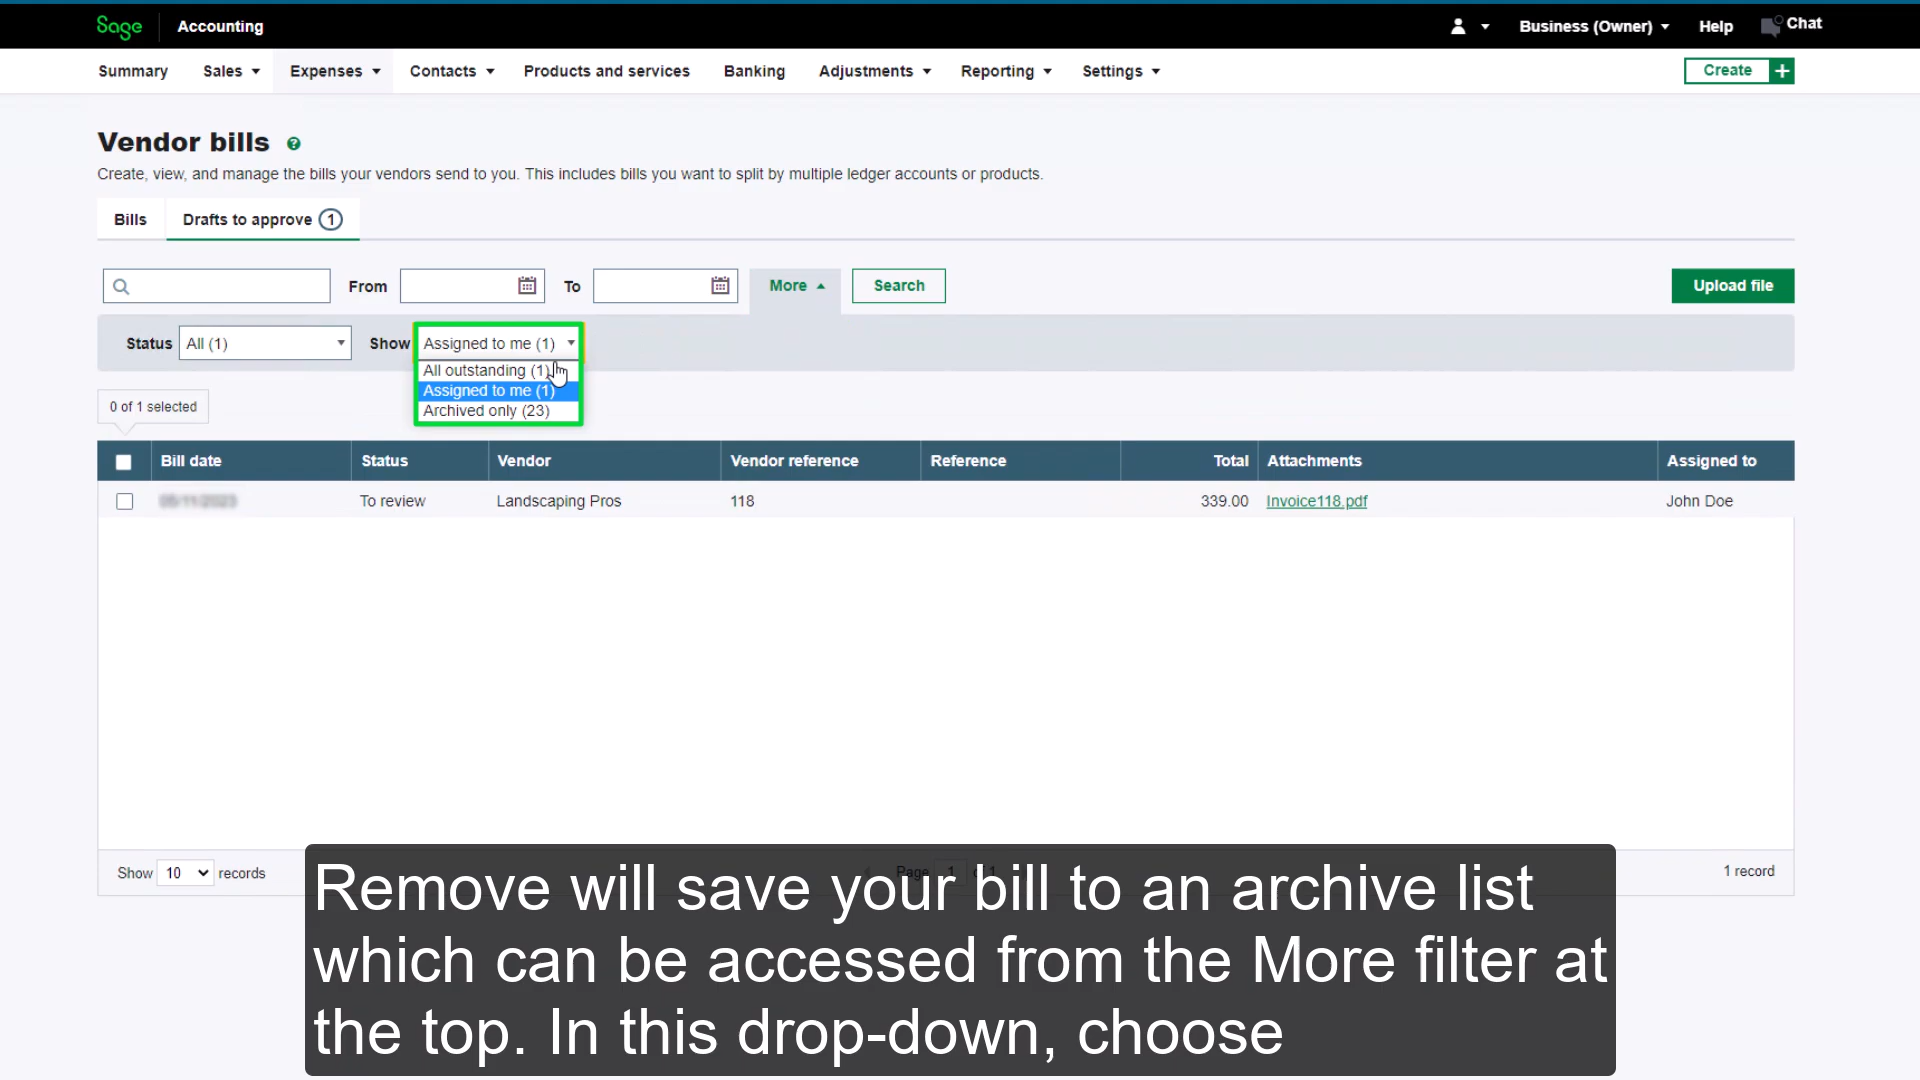 Sage Accounting Business (Owner) Help Chat
Summary Sales Expenses Contacts Products and services Banking Adjustments Reporting Settings Create +
Vendor bills ?
Create, view, and manage the bills your vendors send to you. This includes bills you want to split by multiple ledger accounts or products.
Bills Drafts to approve 1
From To More Search Upload file
Status All (1) Show Assigned to me (1)
All outstanding (1)
Assigned to me (1)
Archived only (23)
0 of 1 selected
Bill date Status Vendor Vendor reference Reference Total Attachments Assigned to
To review Landscaping Pros 118 339.00 Invoice118.pdf John Doe
Show 10 records Page 1 1 record
Remove will save your bill to an archive list
which can be accessed from the More filter at
the top. In this drop-down, choose